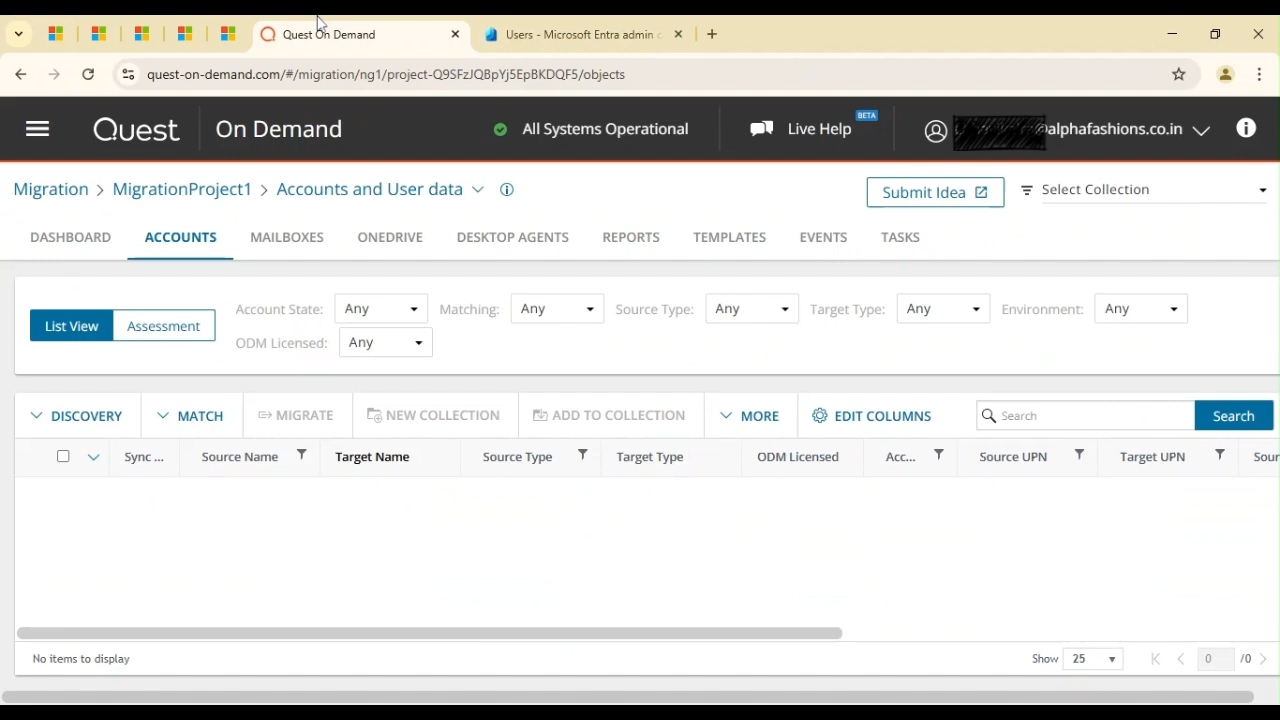 Quest On Demand
Users - Microsoft Entra admin c
quest-on-demand.com/#/migration/ng1/project-Q9SFzJQBpYj5EpBKDQF5/objects
Quest On Demand All Systems Operational Live Help BETA @alphafashions.co.in
Migration > MigrationProject1 > Accounts and User data Submit Idea Select Collection
DASHBOARD ACCOUNTS MAILBOXES ONEDRIVE DESKTOP AGENTS REPORTS TEMPLATES EVENTS TASKS
List View Assessment Account State: Any Matching: Any Source Type: Any Target Type: Any Environment: Any
ODM Licensed: Any
DISCOVERY MATCH MIGRATE NEW COLLECTION ADD TO COLLECTION MORE EDIT COLUMNS Search Search
Sync ... Source Name Target Name Source Type Target Type ODM Licensed Acc... Source UPN Target UPN Sour
No items to display Show 25 0 /0